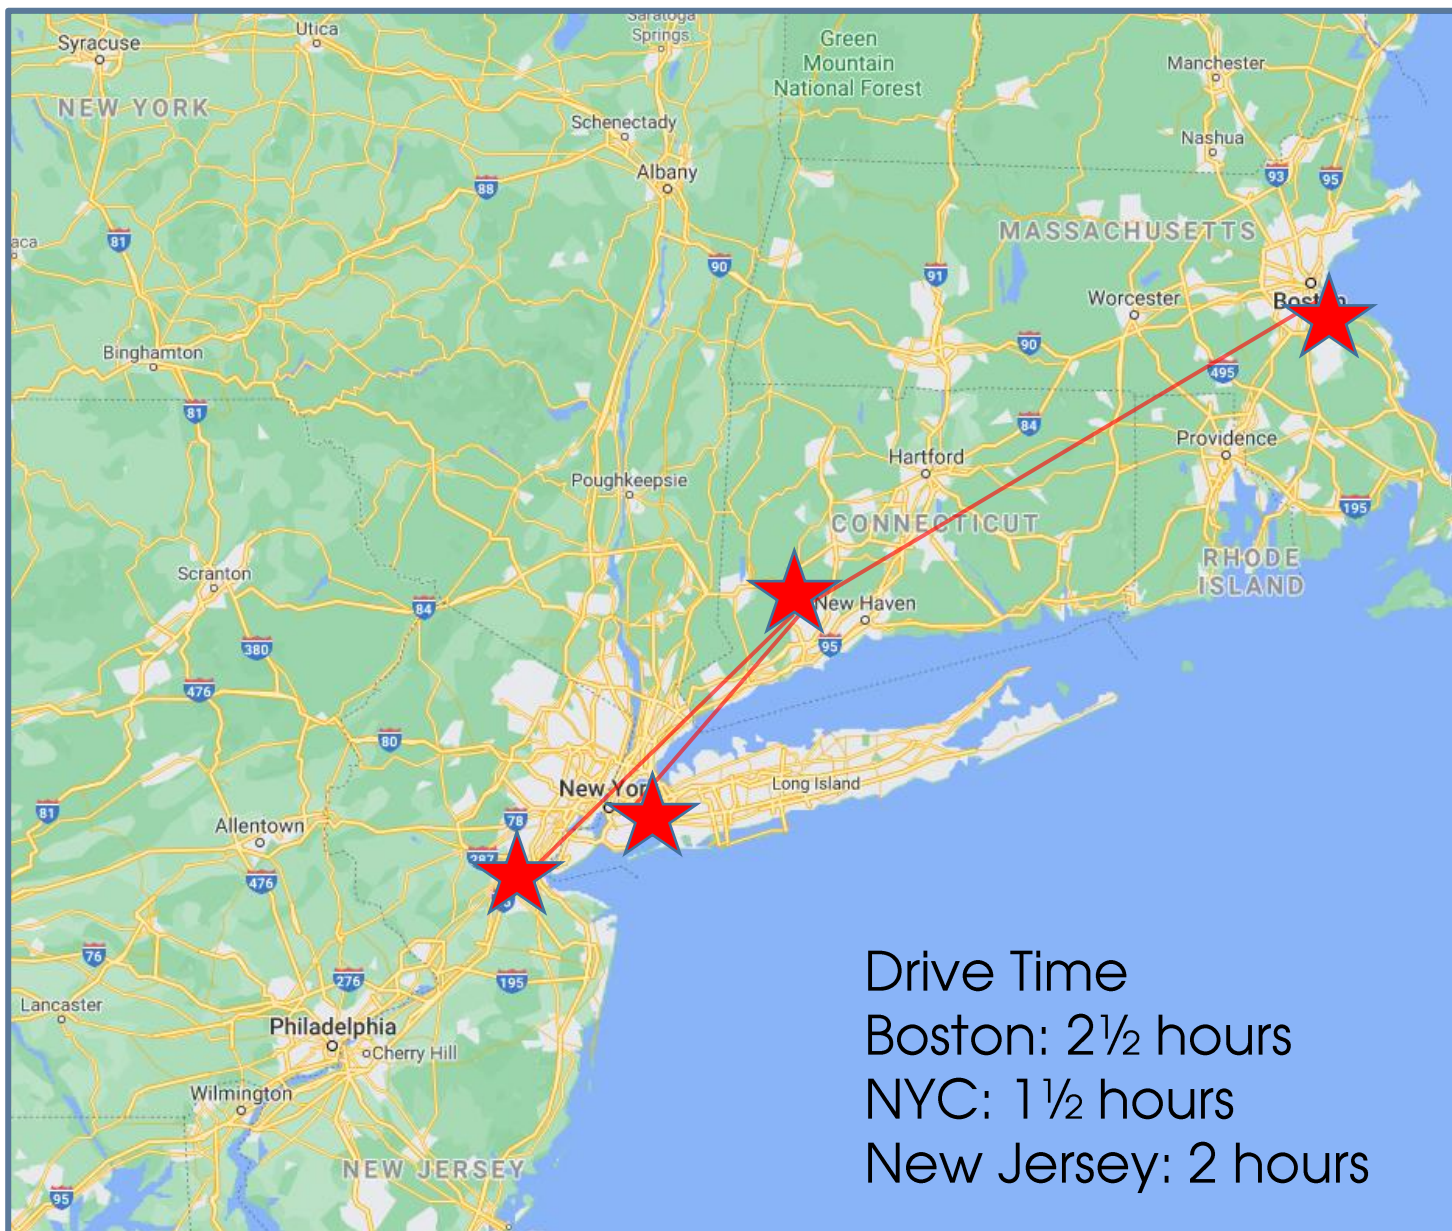 Saratoga
Springs
Utica
Syracuse
Green
Mountain
National Forest
Manchester
NEW YORK
Schenectady
Nashua
Albany
93
95
88
MASSACHUSETTS
81
aca
90
91
Worcester
Boston
90
Binghamton
495
81
84
Providence
Hartford
Poughkeepsie
195
CONNECTICUT
RHODE
ISLAND
Scranton
84
New Haven
95
380
476
80
New Yor
Long Island
81
78
Allentown
287
476
76
276
195
Lancaster
Philadelphia
Cherry Hill
Wilmington
NEW JERSEY
95
Drive Time
Boston: 2½ hours
NYC: 1½ hours
New Jersey: 2 hours